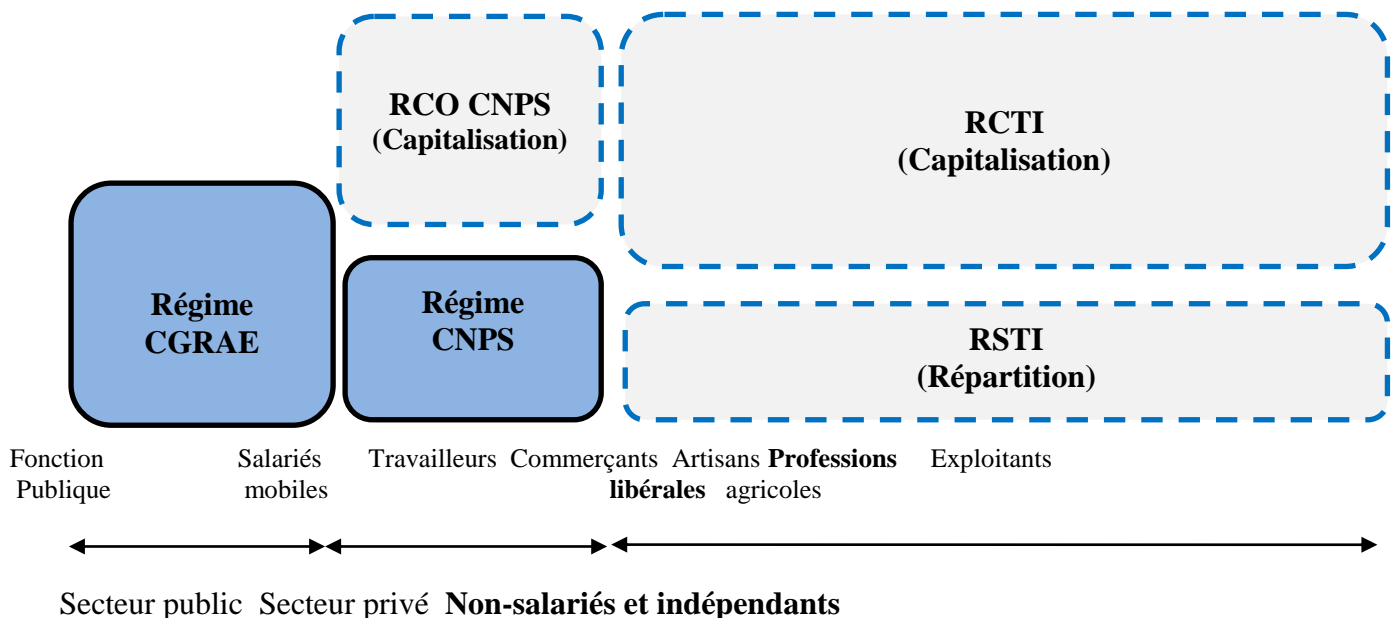 RCO CNPS
(Capitalisation)
RCTI
(Capitalisation)
Régime
CGRAE
Régime
CNPS
RSTI
(Répartition)
Fonction Salariés Travailleurs Commerçants Artisans Professions Exploitants
Publique mobiles libérales agricoles
Secteur public Secteur privé Non-salariés et indépendants